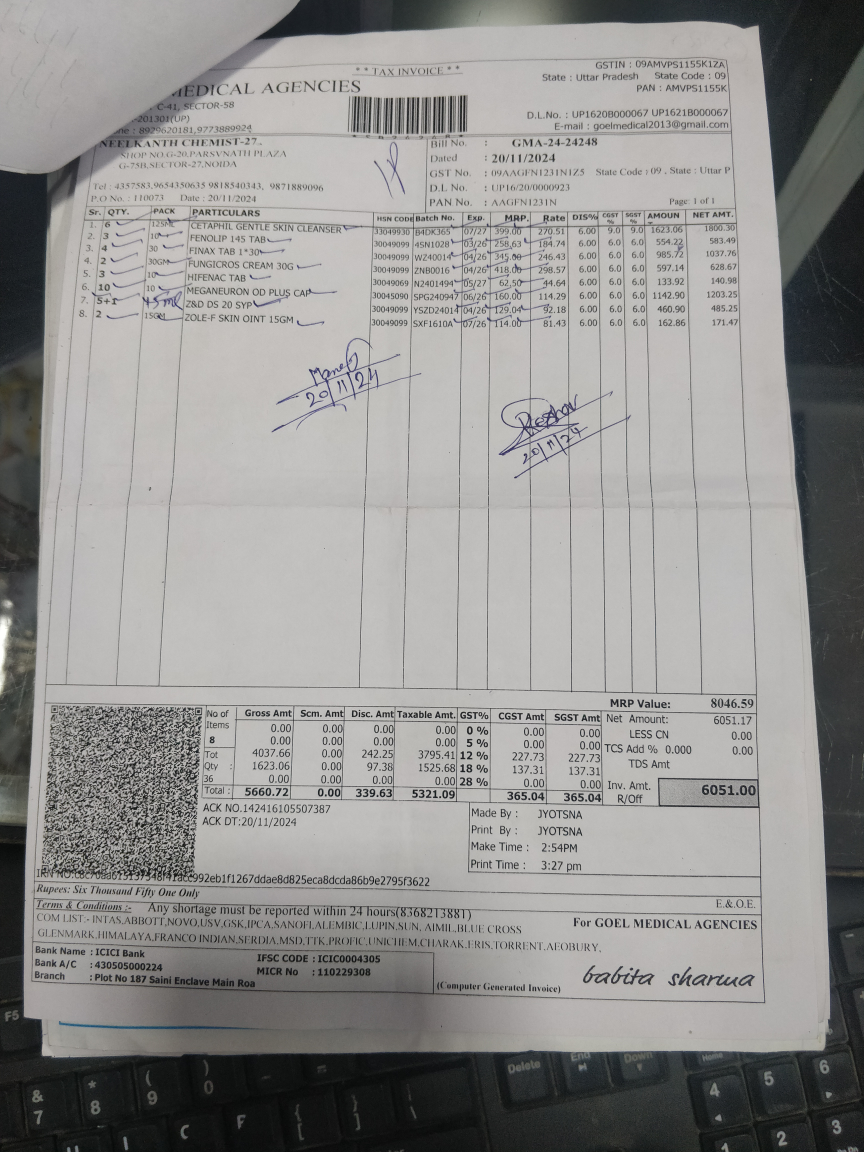 **TAX INVOICE**
GSTIN : 09AMVPS1155K1ZA
State : Uttar Pradesh State Code : 09
PAN : AMVPS1155K
MEDICAL AGENCIES
C-41, SECTOR-58
-201301(UP)
8929620181,9773889924
D.L.No. : UP1620B000067 UP1621B000067
E-mail : goelmedical2013@gmail.com
NEELKANTH CHEMIST-27.
SHOP NO.G-20,PARSVNATH PLAZA
G-75B,SECTOR-27,NOIDA
Tel : 4357583,9654350635 9818540343, 9871889096
P.O No. : 110073 Date : 20/11/2024
Bill No. : GMA-24-24248
Dated : 20/11/2024
GST No. : 09AAGFN1231N1Z5 State Code : 09 , State : Uttar P
D.L No. : UP16/20/0000923
PAN No. : AAGFN1231N Page: 1 of 1
Sr. QTY. PACK PARTICULARS HSN CODE Batch No. Exp. MRP. Rate DIS% CGST % SGST % AMOUN NET AMT.
1. 6 125ML CETAPHIL GENTLE SKIN CLEANSER 33049930 B4DK365 07/27 399.00 270.51 6.00 9.0 9.0 1623.06 1800.30
2. 3 10 FENOLIP 145 TAB 30049099 4SN1028 03/26 258.63 184.74 6.00 6.0 6.0 554.22 583.49
3. 4 30 FINAX TAB 1*30 30049099 WZ40014 04/26 345.00 246.43 6.00 6.0 6.0 985.72 1037.76
4. 2 30GM FUNGICROS CREAM 30G 30049099 ZNB0016 04/26 418.00 298.57 6.00 6.0 6.0 597.14 628.67
5. 3 10 HIFENAC TAB 30049069 N2401494 05/27 62.50 44.64 6.00 6.0 6.0 133.92 140.98
6. 10 10 MEGANEURON OD PLUS CAP 30045090 SPG240947 06/26 160.00 114.29 6.00 6.0 6.0 1142.90 1203.25
7. 5+1 45ml Z&D DS 20 SYP 30049099 YSZD24014 04/26 129.04 92.18 6.00 6.0 6.0 460.90 485.25
8. 2 15GM ZOLE-F SKIN OINT 15GM 30049099 SXF1610A 07/26 114.00 81.43 6.00 6.0 6.0 162.86 171.47
20/11/24
20/11/24
MRP Value: 8046.59
No of Items 8 Tot Qty : 36
Gross Amt Scm. Amt Disc. Amt Taxable Amt. GST% CGST Amt SGST Amt
0.00 0.00 0.00 0.00 0 % 0.00 0.00
0.00 0.00 0.00 0.00 5 % 0.00 0.00
4037.66 0.00 242.25 3795.41 12 % 227.73 227.73
1623.06 0.00 97.38 1525.68 18 % 137.31 137.31
0.00 0.00 0.00 0.00 28 % 0.00 0.00
Total : 5660.72 0.00 339.63 5321.09 365.04 365.04
Net Amount: 6051.17
LESS CN 0.00
TCS Add % 0.000 0.00
TDS Amt
Inv. Amt. R/Off 6051.00
ACK NO.142416105507387
ACK DT:20/11/2024
Made By : JYOTSNA
Print By : JYOTSNA
Make Time : 2:54PM
Print Time : 3:27 pm
Rupees: Six Thousand Fifty One Only
E.& O.E.
Terms & Conditions :- Any shortage must be reported within 24 hours(8368213881)
COM LIST:- INTAS,ABBOTT,NOVO,USV,GSK,IPCA,SANOFI,ALEMBIC,LUPIN,SUN, AIMIL,BLUE CROSS
GLENMARK,HIMALAYA,FRANCO INDIAN,SERDIA,MSD,TTK,PROFIC,UNICHEM,CHARAK,ERIS,TORRENT,AEOBURY,
For GOEL MEDICAL AGENCIES
Bank Name : ICICI Bank
Bank A/C : 430505000224
Branch : Plot No 187 Saini Enclave Main Roa
IFSC CODE : ICIC0004305
MICR No : 110229308
(Computer Generated Invoice)
babita sharma
F5
&
7
*
8
(
9
)
0
Delete
End
Down
Home
4
5
6
1
2
3
I
C
F
{
[
}
]